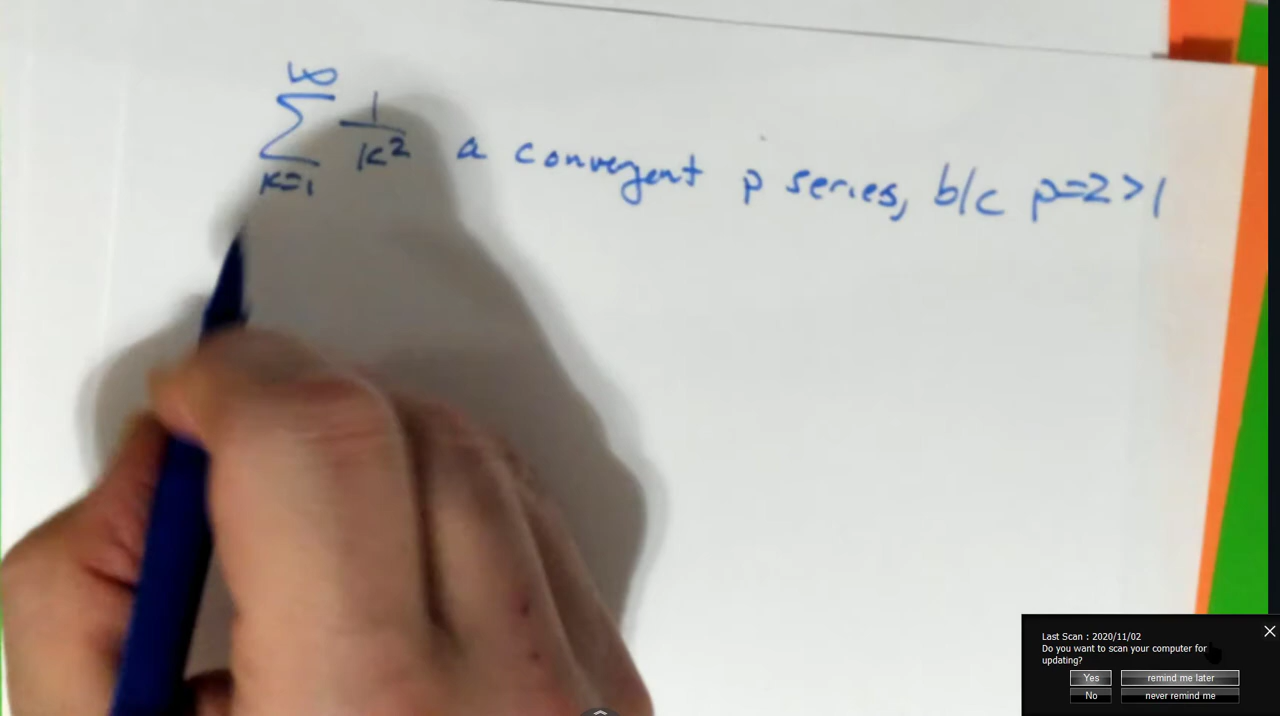 ∞
∑ 1/k² a convergent p series, b/c p=2>1
k=1
Last Scan : 2020/11/02
Do you want to scan your computer for
updating?
Yes remind me later
No never remind me